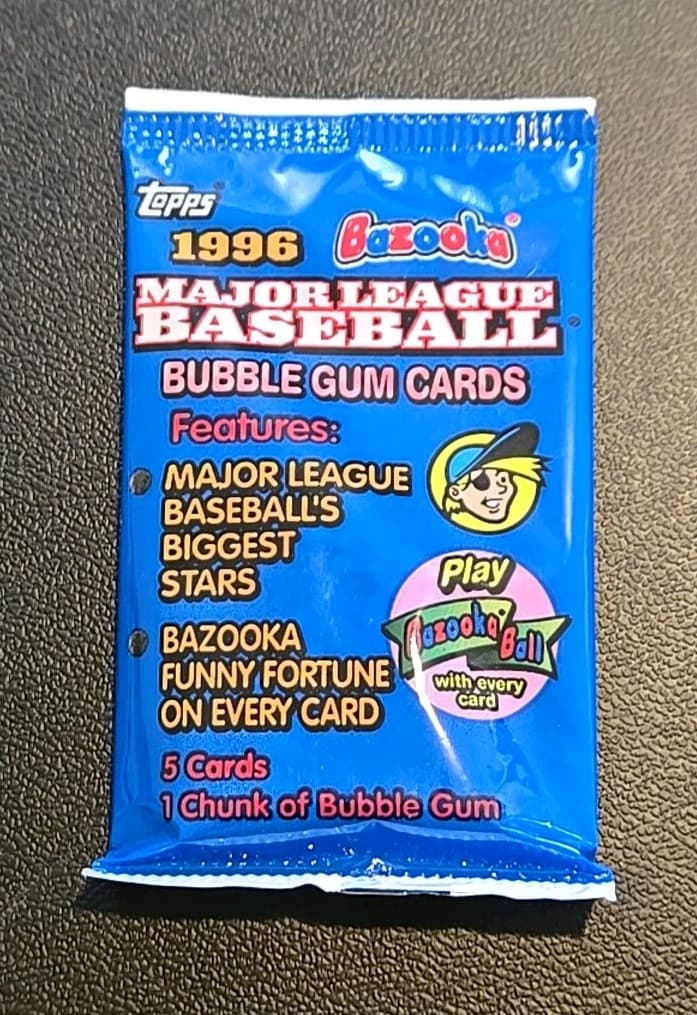 Topps
1996 Bazooka®
MAJOR LEAGUE
BASEBALL
BUBBLE GUM CARDS
Features:
MAJOR LEAGUE
BASEBALL'S
BIGGEST
STARS
Play
Bazooka Ball
with every
card
BAZOOKA
FUNNY FORTUNE
ON EVERY CARD
5 Cards
1 Chunk of Bubble Gum